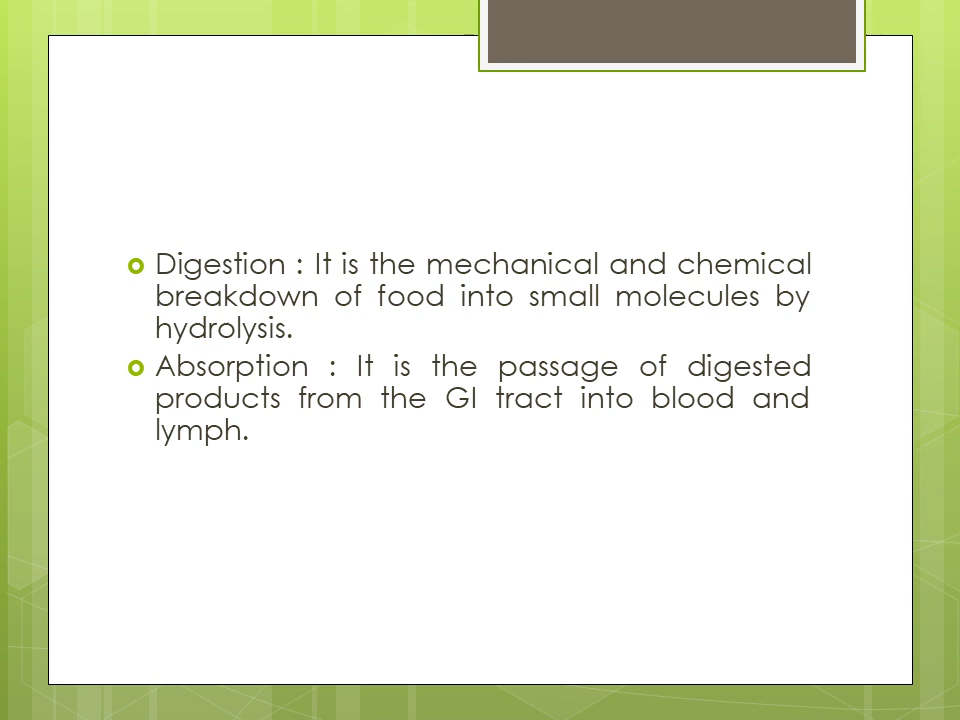 Digestion : It is the mechanical and chemical
breakdown of food into small molecules by
hydrolysis.
Absorption : It is the passage of digested
products from the GI tract into blood and
lymph.